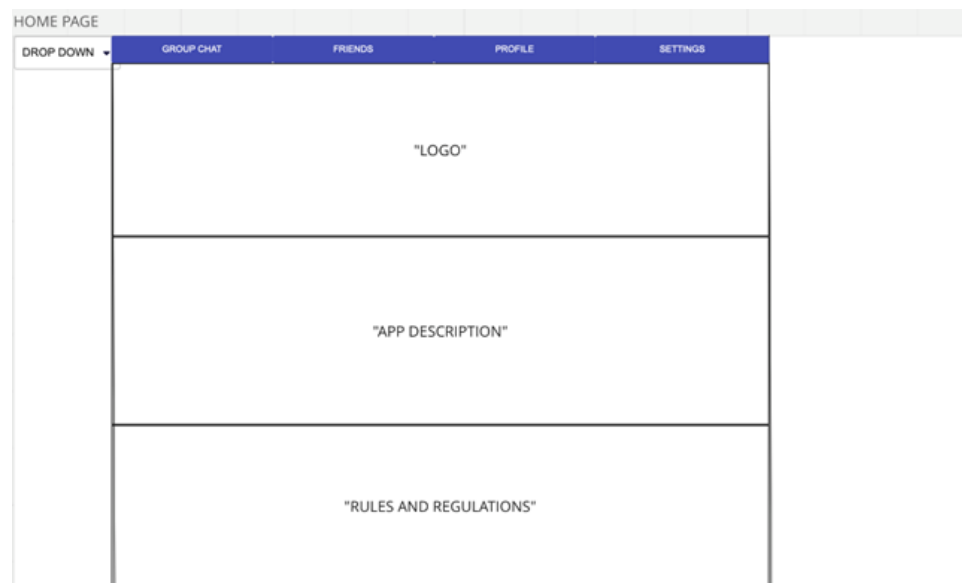 HOME PAGE
DROP DOWN GROUP CHAT FRIENDS PROFILE SETTINGS
"LOGO"
"APP DESCRIPTION"
"RULES AND REGULATIONS"